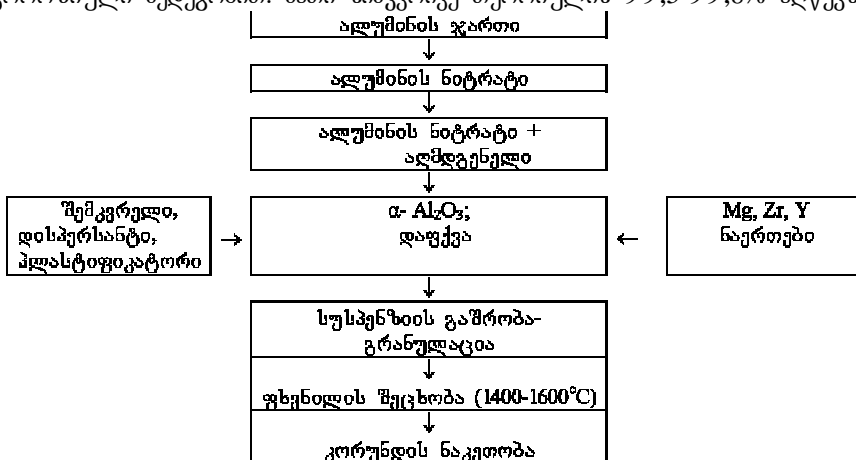 ალუმინის ჯართი
↓
ალუმინის ნიტრატი
↓
ალუმინის ნიტრატი +
აღმდგენელი
↓
შემკვრელი,
დისპერსანტი,
პლასტიფიკატორი
→
α- Al₂O₃;
დაფქვა
←
Mg, Zr, Y
ნაერთები
↓
სუსპენზიის გაშრობა-
გრანულაცია
↓
ფხვნილის შეცხობა (1400-1600°C)
↓
კორუნდის ნაკეთობა